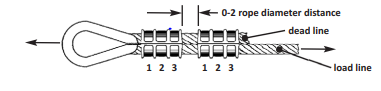 0-2 rope diameter distance
dead line
1 2 3 1 2 3
load line